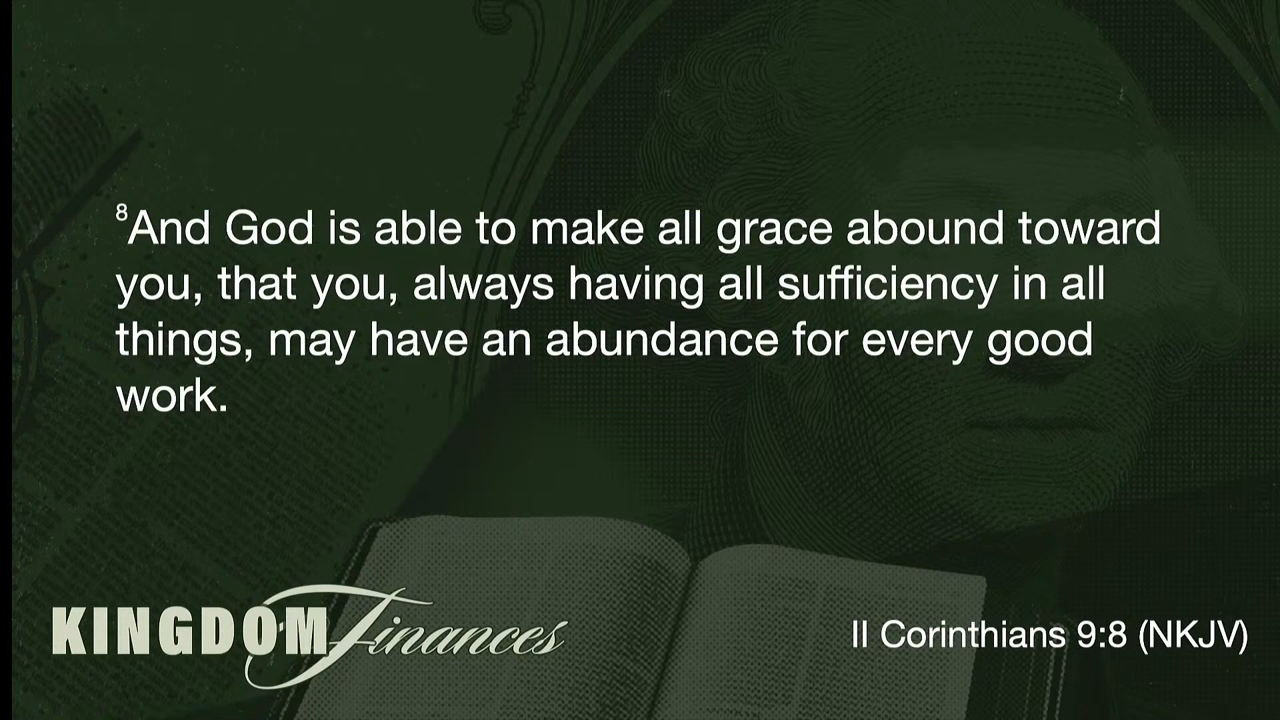 ⁸And God is able to make all grace abound toward
you, that you, always having all sufficiency in all
things, may have an abundance for every good
work.
KINGDOM Finances
II Corinthians 9:8 (NKJV)